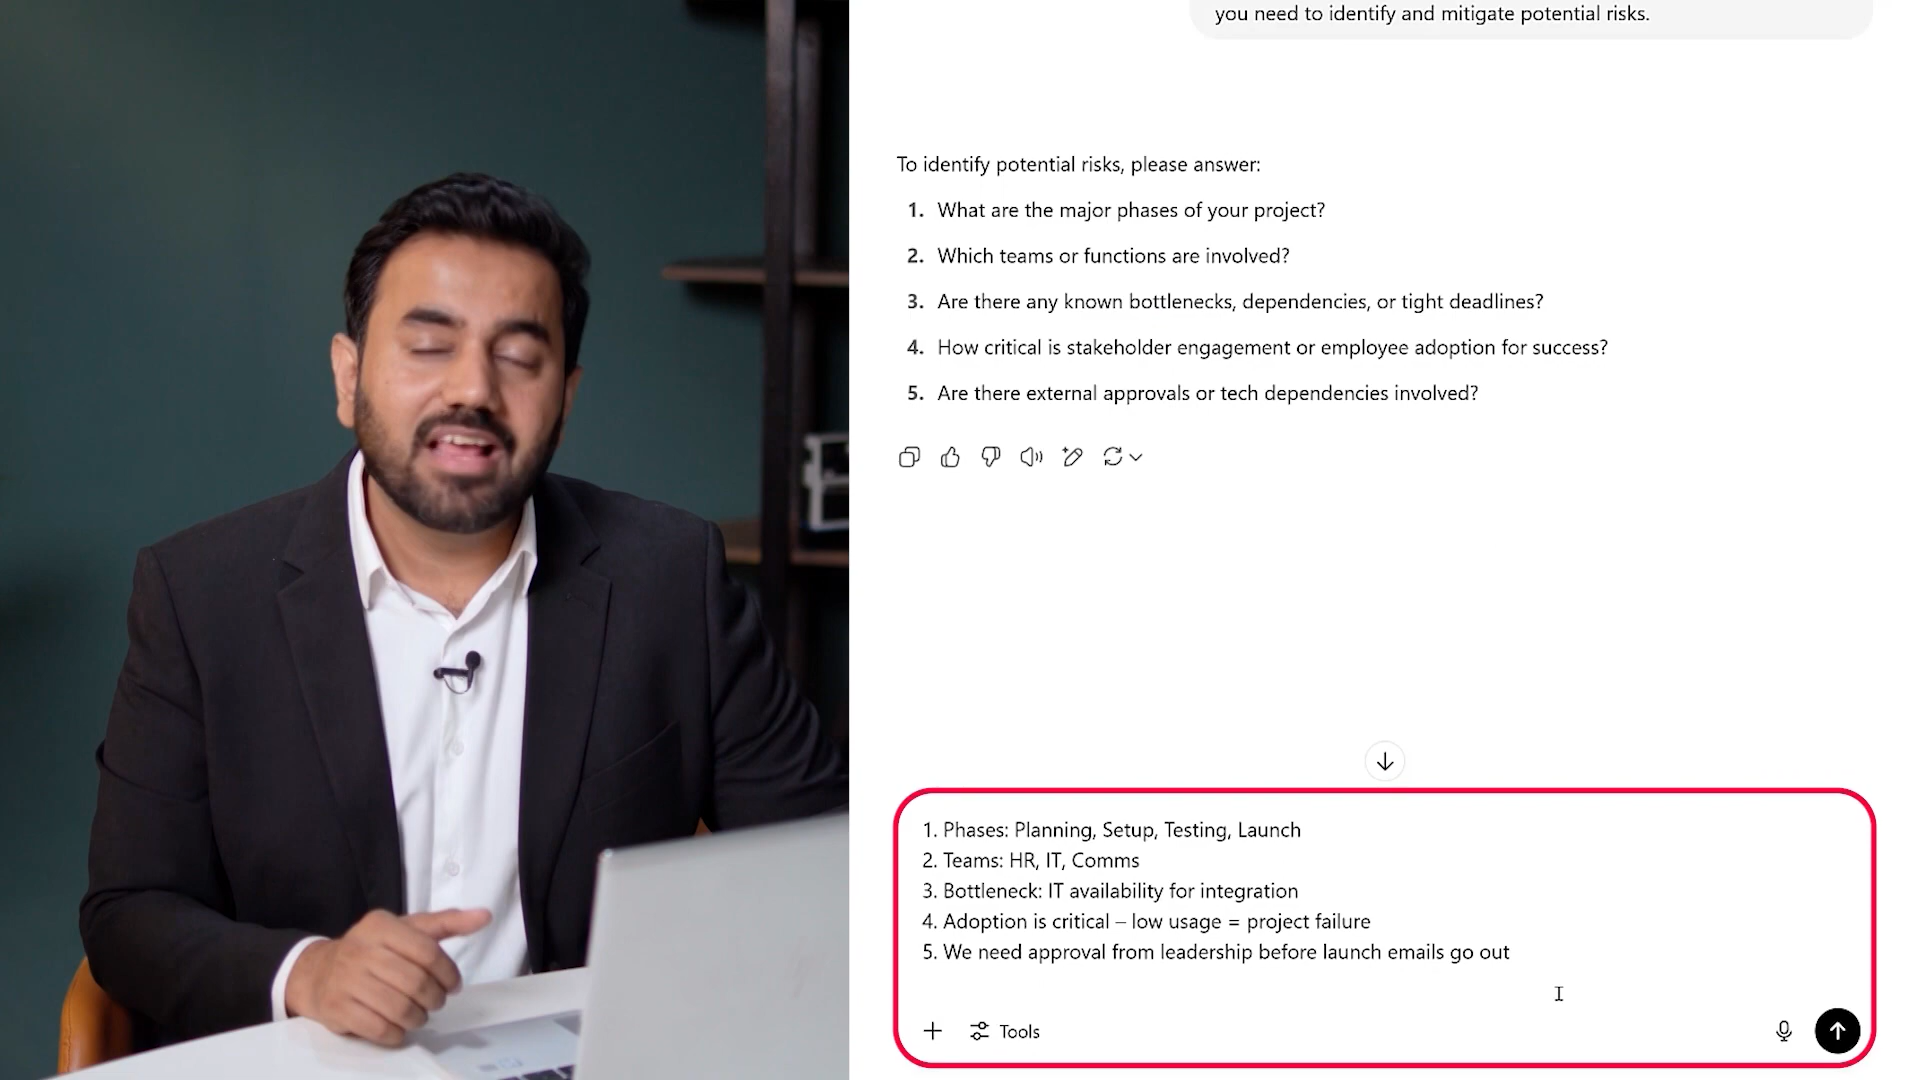 you need to identify and mitigate potential risks.
To identify potential risks, please answer:
1. What are the major phases of your project?
2. Which teams or functions are involved?
3. Are there any known bottlenecks, dependencies, or tight deadlines?
4. How critical is stakeholder engagement or employee adoption for success?
5. Are there external approvals or tech dependencies involved?
1. Phases: Planning, Setup, Testing, Launch
2. Teams: HR, IT, Comms
3. Bottleneck: IT availability for integration
4. Adoption is critical – low usage = project failure
5. We need approval from leadership before launch emails go out
Tools